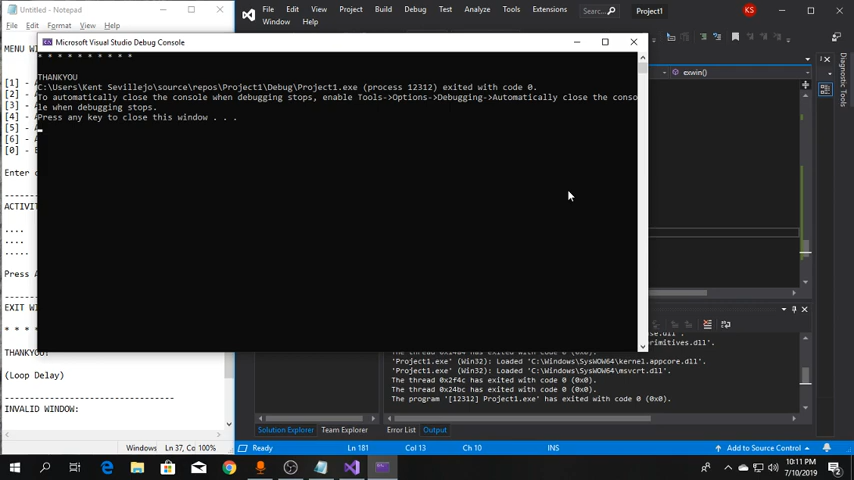 Untitled - Notepad
File Edit Format View Help
MENU WI
[1] - A
[2] -
[3] -
[4] -
[5] -
[6] - A
[0] - E
Enter c
ACTIVIT
....
....
.....
Press A
EXIT WI
* * * *
THANKYOU!
(Loop Delay)
----------------------------------
INVALID WINDOW:
Windows Ln 37, Co 100%
File Edit View Project Build Debug Test Analyze Tools Extensions
Window Help
Searc...
Project1
KS
exwin()
Diagnostic Tools
Microsoft Visual Studio Debug Console
* * * * * * * * * *
THANKYOU
C:\Users\Kent Sevillejo\source\repos\Project1\Debug\Project1.exe (process 12312) exited with code 0.
To automatically close the console when debugging stops, enable Tools->Options->Debugging->Automatically close the conso
le when debugging stops.
Press any key to close this window . . .
'Project1.exe' (Win32): Loaded 'C:\Windows\SysWOW64\kernel.appcore.dll'.
'Project1.exe' (Win32): Loaded 'C:\Windows\SysWOW64\msvcrt.dll'.
The thread 0x2f4c has exited with code 0 (0x0).
The thread 0x24bc has exited with code 0 (0x0).
The program '[12312] Project1.exe' has exited with code 0 (0x0).
Solution Explorer Team Explorer Error List Output
Ready Ln 181 Col 13 Ch 10 INS Add to Source Control
10:11 PM
7/10/2019
2